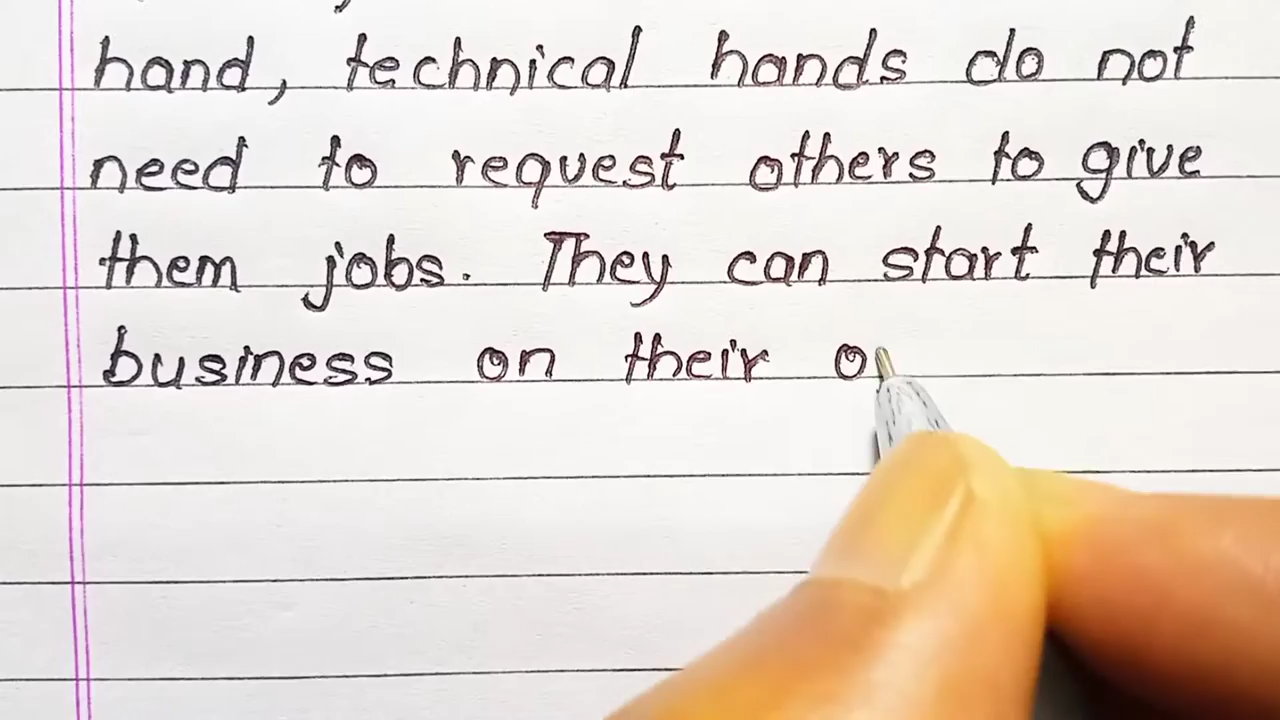 hand, technical hands do not
need to request others to give
them jobs. They can start their
business on their o